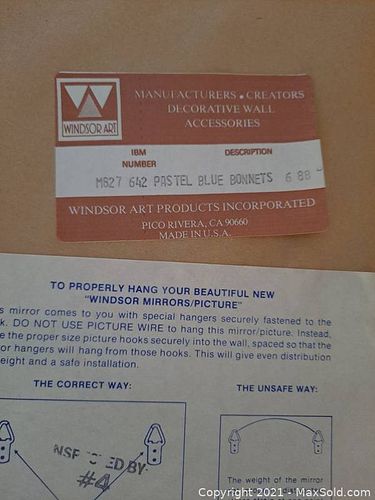 WINDSOR ART
MANUFACTURERS • CREATORS
DECORATIVE WALL
ACCESSORIES
IBM
NUMBER
DESCRIPTION
M627 642 PASTEL BLUE BONNETS 6 88
WINDSOR ART PRODUCTS INCORPORATED
PICO RIVERA, CA 90660
MADE IN U.S.A.
TO PROPERLY HANG YOUR BEAUTIFUL NEW
"WINDSOR MIRRORS/PICTURE"
s mirror comes to you with special hangers securely fastened to the
k. DO NOT USE PICTURE WIRE to hang this mirror/picture. Instead,
e the proper size picture hooks securely into the wall, spaced so that the
or hangers will hang from those hooks. This will give even distribution
eight and a safe installation.
THE CORRECT WAY:
THE UNSAFE WAY:
NSP CTED BY
#4
The weight of the mirror
Copyright © 2021 - MaxSold.com